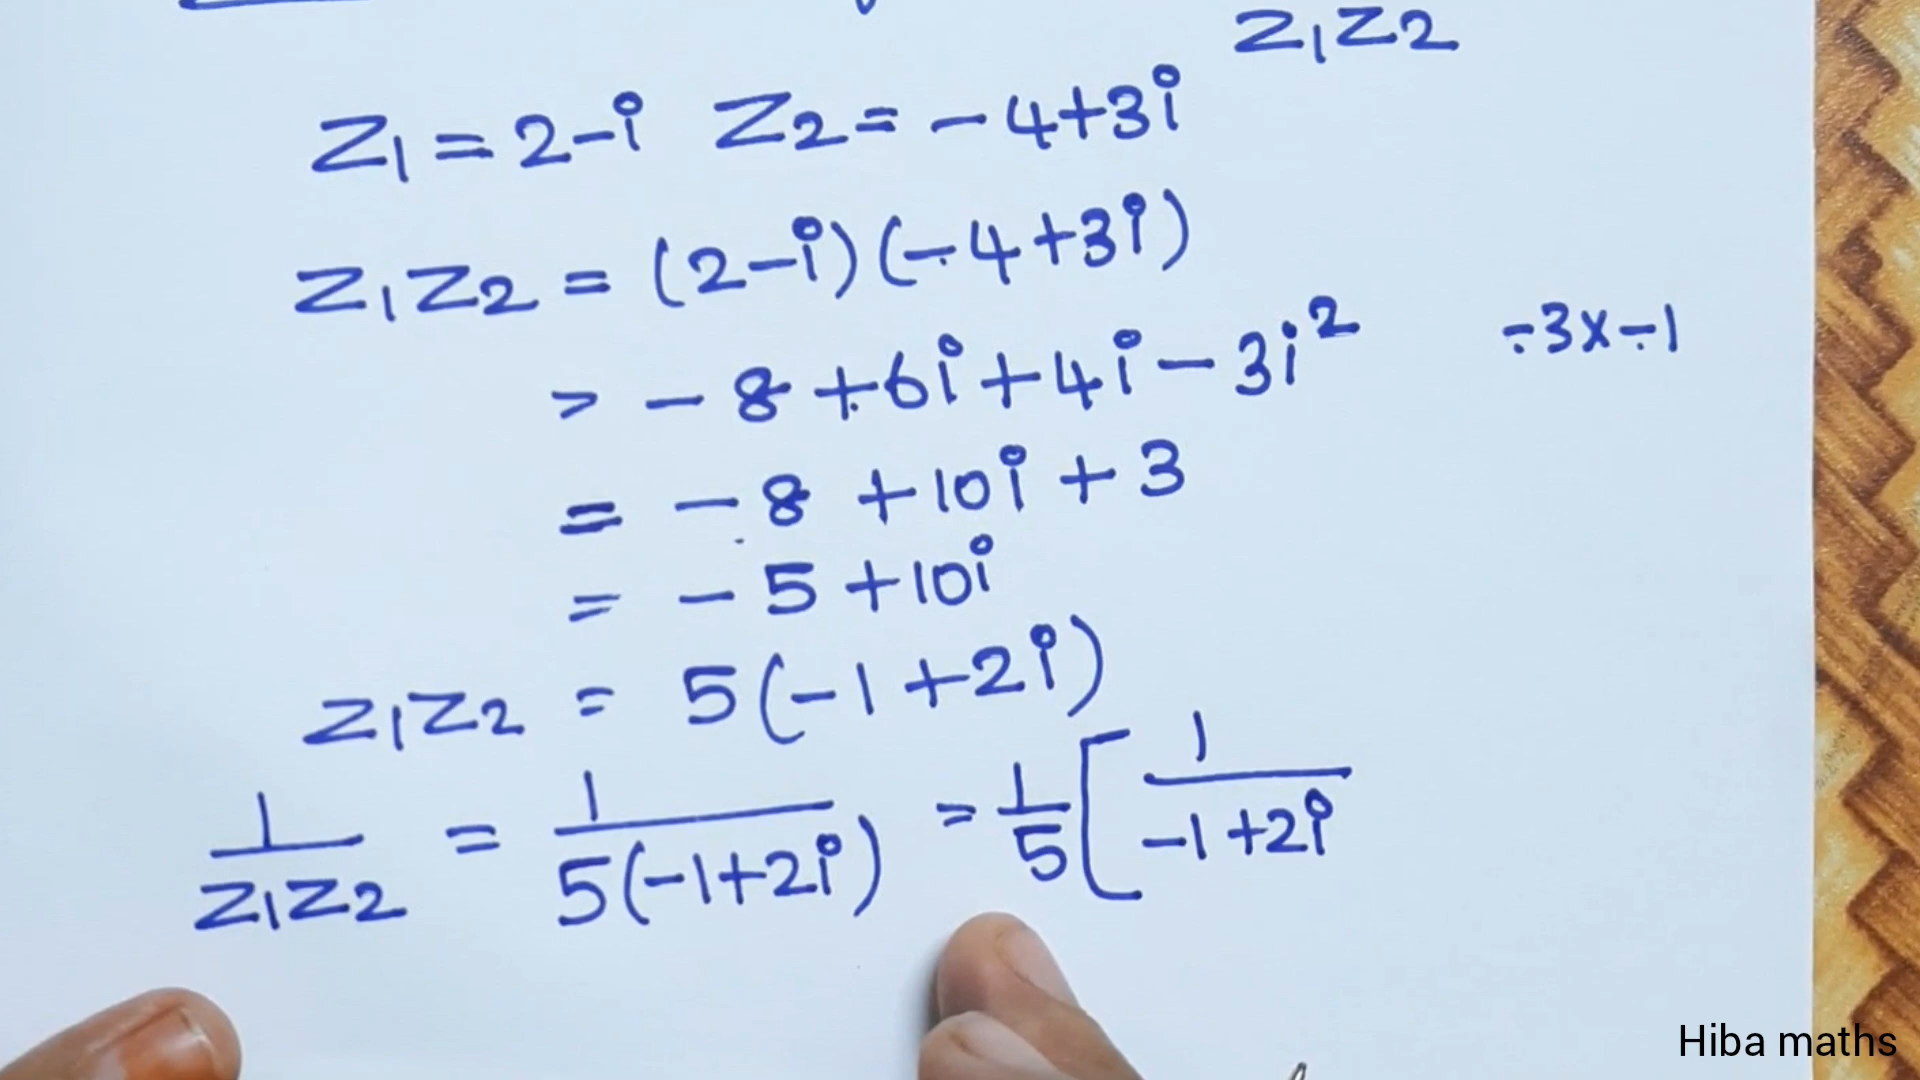 Z₁Z₂
Z₁ = 2-i Z₂ = -4+3i
Z₁Z₂ = (2-i)(-4+3i)
= -8+6i+4i-3i² -3x-1
= -8 +10i +3
= -5 +10i
Z₁Z₂ = 5(-1+2i)
1/Z₁Z₂ = 1/5(-1+2i) = 1/5 [1/-1+2i
Hiba maths